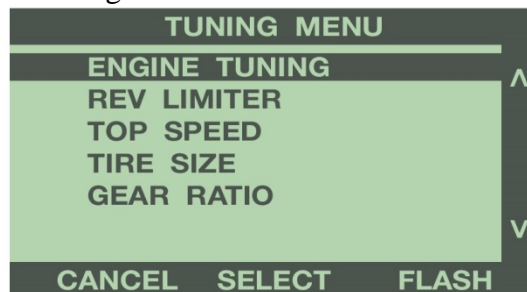 TUNING MENU
ENGINE TUNING
REV LIMITER
TOP SPEED
TIRE SIZE
GEAR RATIO
CANCEL SELECT FLASH